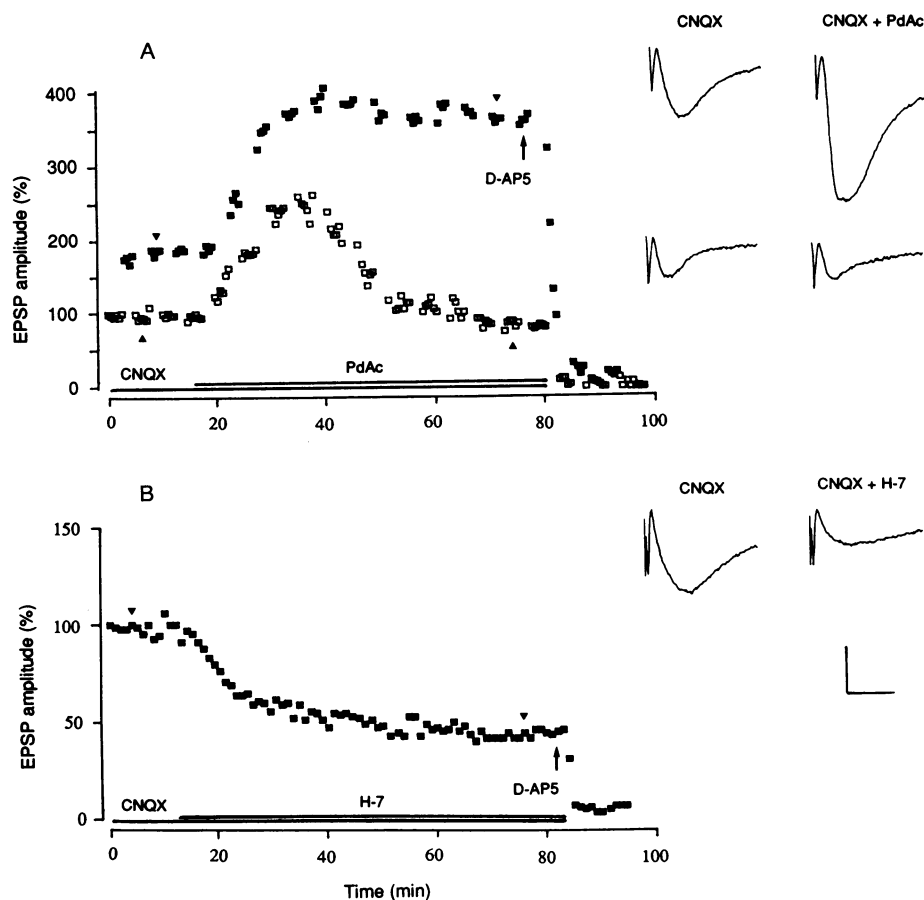 A
CNQX
CNQX + PdAc
EPSP amplitude (%)
400
300
200
100
0
D-AP5
CNQX
PdAc
0
20
40
60
80
100
B
CNQX
CNQX + H-7
EPSP amplitude (%)
150
100
50
0
D-AP5
CNQX
H-7
0
20
40
60
80
100
Time (min)